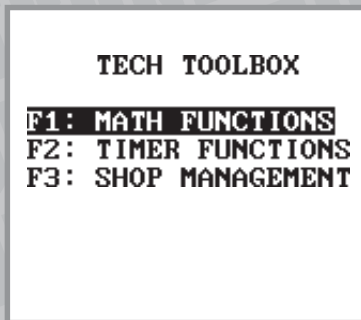 TECH TOOLBOX
F1: MATH FUNCTIONS
F2: TIMER FUNCTIONS
F3: SHOP MANAGEMENT